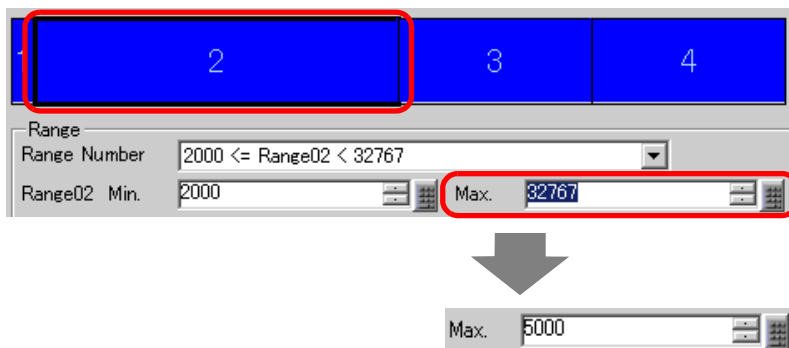 1 2 3 4
Range
Range Number 2000 <= Range02 < 32767
Range02 Min. 2000 Max. 32767
Max. 5000